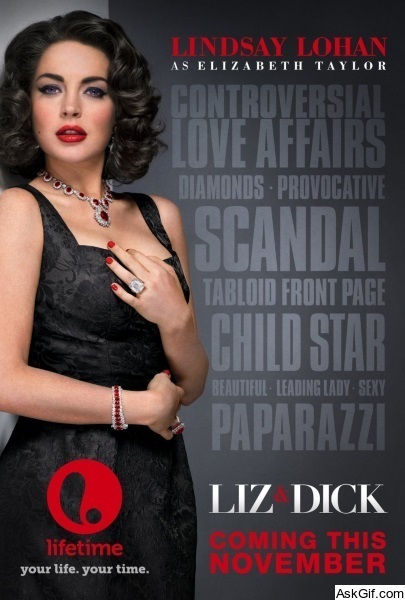 LINDSAY LOHAN
AS ELIZABETH TAYLOR
CONTROVERSIAL
LOVE AFFAIRS
DIAMONDS · PROVOCATIVE
SCANDAL
TABLOID FRONT PAGE
CHILD STAR
BEAUTIFUL · LEADING LADY · SEXY
PAPARAZZI
LIZ & DICK
COMING THIS
NOVEMBER
lifetime
your life. your time.
AskGif.com